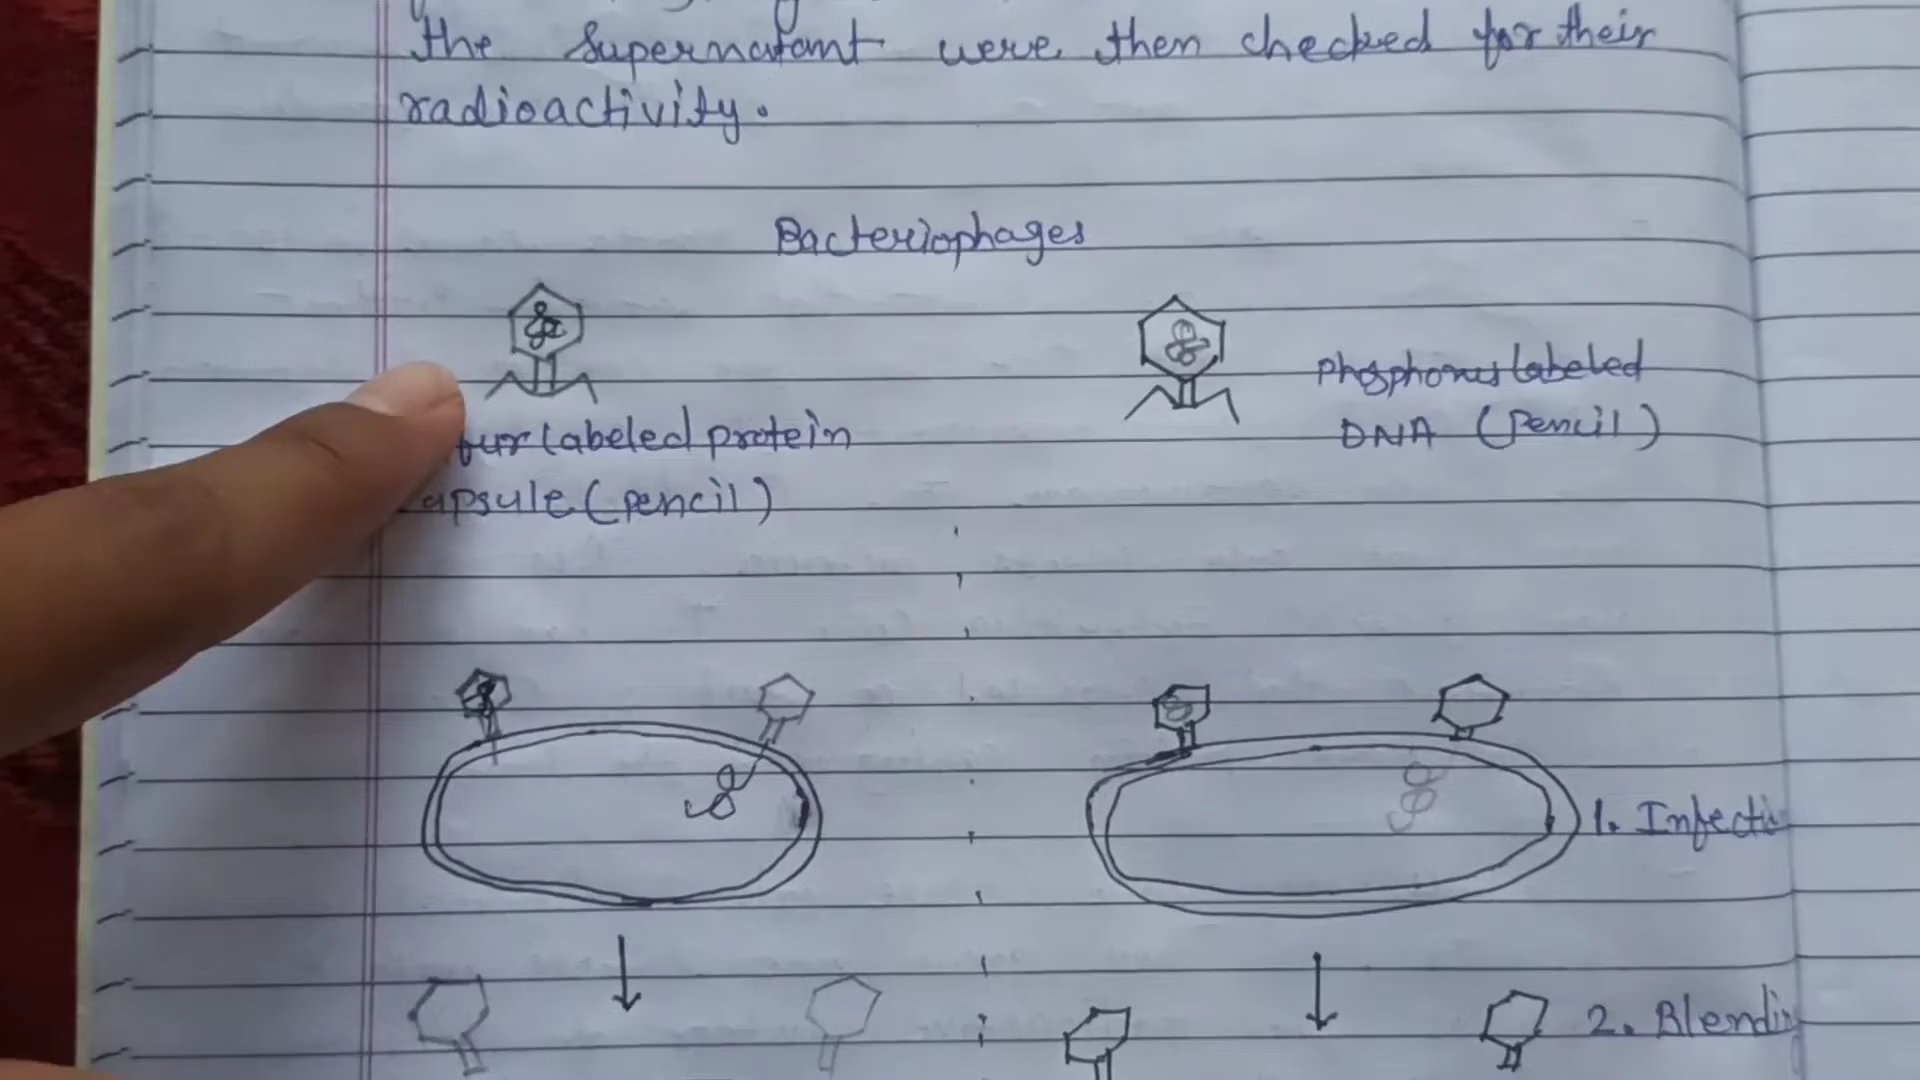 the supernatant were then checked for their
radioactivity.
Bacteriophages
labeled protein
(pencil)
Phosphorus labeled
DNA (pencil)
1. Infecti
2. Blendi